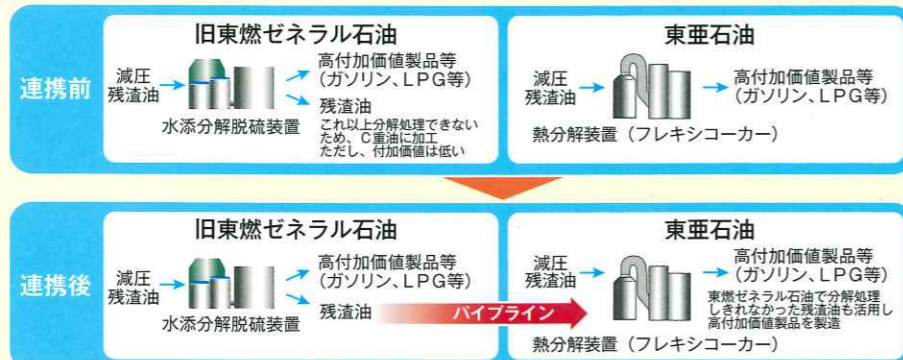 連携前
旧東燃ゼネラル石油
減圧
残渣油
水添分解脱硫装置
高付加価値製品等
(ガソリン、LPG等)
残渣油
これ以上分解処理できない
ため、C重油に加工
ただし、付加価値は低い
東亜石油
減圧
残渣油
熱分解装置（フレキシコーカー）
高付加価値製品等
(ガソリン、LPG等)
連携後
旧東燃ゼネラル石油
減圧
残渣油
水添分解脱硫装置
高付加価値製品等
(ガソリン、LPG等)
残渣油
パイプライン
東亜石油
減圧
残渣油
高付加価値製品等
(ガソリン、LPG等)
東燃ゼネラル石油で分解処理
しきれなかった残渣油も活用し
高付加価値製品を製造
熱分解装置（フレキシコーカー）